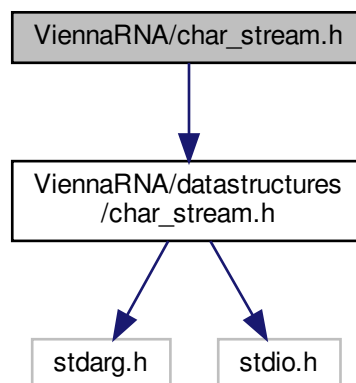 ViennaRNA/char_stream.h
ViennaRNA/datastructures
/char_stream.h
stdarg.h
stdio.h